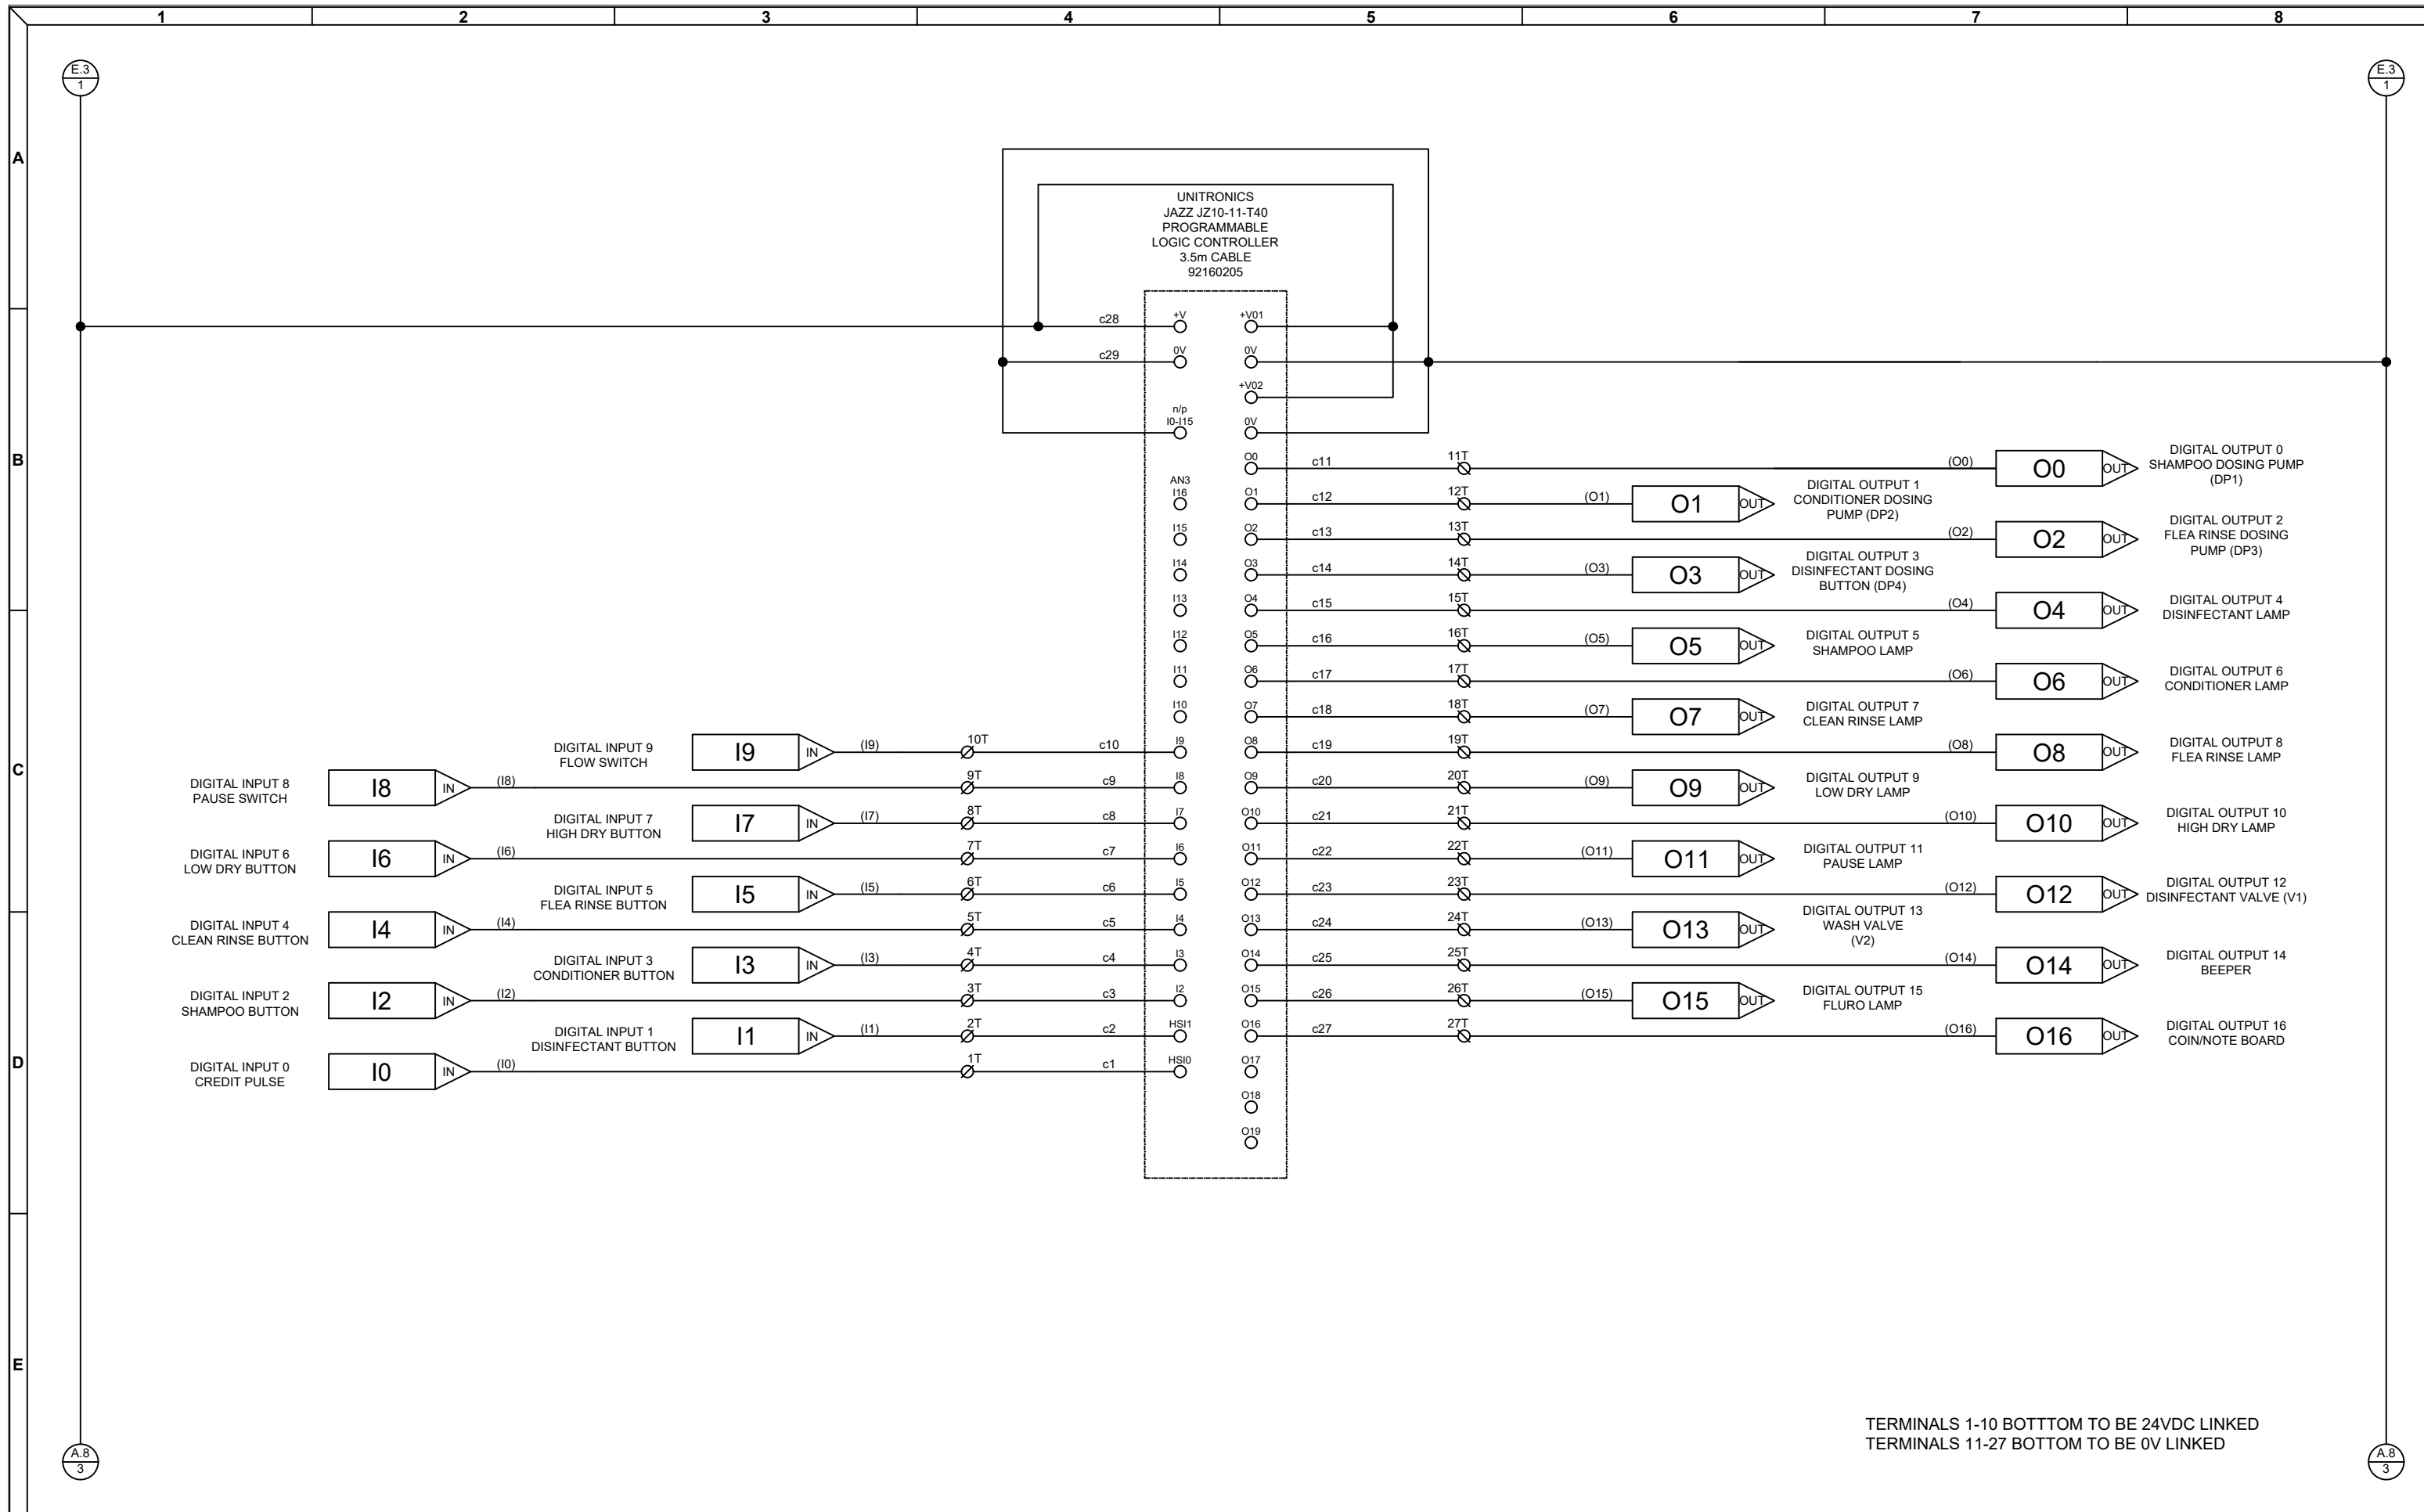 1 2 3 4 5 6 7 8
E.3
1
E.3
1
A
UNITRONICS
JAZZ JZ10-11-T40
PROGRAMMABLE
LOGIC CONTROLLER
3.5m CABLE
92160205
c28 +V +V01
c29 0V 0V
+V02
n/p
I0-I15 0V
B
O0 c11 11T (O0) O0 OUT
DIGITAL OUTPUT 0
SHAMPOO DOSING PUMP
(DP1)
AN3
I16 O1 c12 12T (O1) O1 OUT
DIGITAL OUTPUT 1
CONDITIONER DOSING
PUMP (DP2)
I15 O2 c13 13T (O2) O2 OUT
DIGITAL OUTPUT 2
FLEA RINSE DOSING
PUMP (DP3)
I14 O3 c14 14T (O3) O3 OUT
DIGITAL OUTPUT 3
DISINFECTANT DOSING
BUTTON (DP4)
I13 O4 c15 15T (O4) O4 OUT
DIGITAL OUTPUT 4
DISINFECTANT LAMP
I12 O5 c16 16T (O5) O5 OUT
DIGITAL OUTPUT 5
SHAMPOO LAMP
I11 O6 c17 17T (O6) O6 OUT
DIGITAL OUTPUT 6
CONDITIONER LAMP
I10 O7 c18 18T (O7) O7 OUT
DIGITAL OUTPUT 7
CLEAN RINSE LAMP
DIGITAL INPUT 9
FLOW SWITCH
I9 IN (I9) 10T c10 I9 O8 c19 19T (O8) O8 OUT
DIGITAL OUTPUT 8
FLEA RINSE LAMP
C
DIGITAL INPUT 8
PAUSE SWITCH
I8 IN (I8) 9T c9 I8 O9 c20 20T (O9) O9 OUT
DIGITAL OUTPUT 9
LOW DRY LAMP
DIGITAL INPUT 7
HIGH DRY BUTTON
I7 IN (I7) 8T c8 I7 O10 c21 21T (O10) O10 OUT
DIGITAL OUTPUT 10
HIGH DRY LAMP
DIGITAL INPUT 6
LOW DRY BUTTON
I6 IN (I6) 7T c7 I6 O11 c22 22T (O11) O11 OUT
DIGITAL OUTPUT 11
PAUSE LAMP
DIGITAL INPUT 5
FLEA RINSE BUTTON
I5 IN (I5) 6T c6 I5 O12 c23 23T (O12) O12 OUT
DIGITAL OUTPUT 12
DISINFECTANT VALVE (V1)
DIGITAL INPUT 4
CLEAN RINSE BUTTON
I4 IN (I4) 5T c5 I4 O13 c24 24T (O13) O13 OUT
DIGITAL OUTPUT 13
WASH VALVE
(V2)
DIGITAL INPUT 3
CONDITIONER BUTTON
I3 IN (I3) 4T c4 I3 O14 c25 25T (O14) O14 OUT
DIGITAL OUTPUT 14
BEEPER
DIGITAL INPUT 2
SHAMPOO BUTTON
I2 IN (I2) 3T c3 I2 O15 c26 26T (O15) O15 OUT
DIGITAL OUTPUT 15
FLURO LAMP
DIGITAL INPUT 1
DISINFECTANT BUTTON
I1 IN (I1) 2T c2 HSI1 O16 c27 27T (O16) O16 OUT
DIGITAL OUTPUT 16
COIN/NOTE BOARD
D
DIGITAL INPUT 0
CREDIT PULSE
I0 IN (I0) 1T c1 HSI0 O17
O18
O19
E
TERMINALS 1-10 BOTTTOM TO BE 24VDC LINKED
TERMINALS 11-27 BOTTOM TO BE 0V LINKED
A.8
3
A.8
3